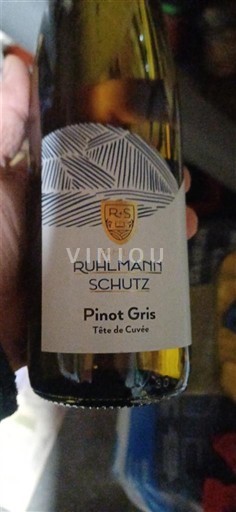 R+S
VINIOU
RUHLMANN
SCHUTZ
Pinot Gris
Tête de Cuvée